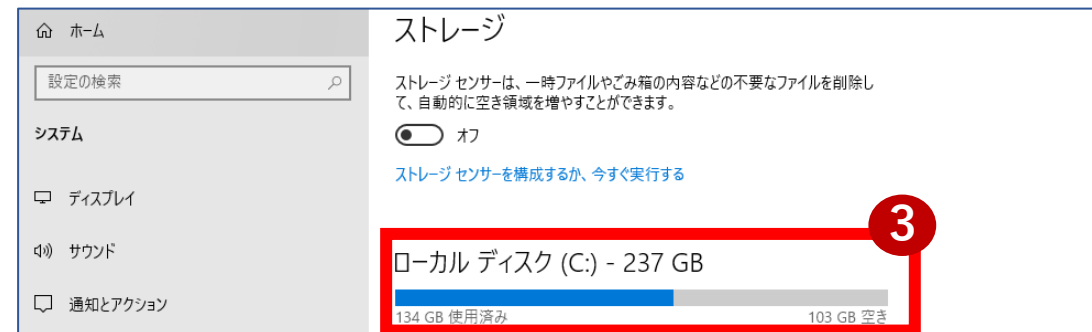 ホーム
設定の検索
システム
ディスプレイ
サウンド
通知とアクション
ストレージ
ストレージ センサーは、一時ファイルやごみ箱の内容などの不要なファイルを削除し
て、自動的に空き領域を増やすことができます。
オフ
ストレージ センサーを構成するか、今すぐ実行する
3
ローカル ディスク (C:) - 237 GB
134 GB 使用済み
103 GB 空き